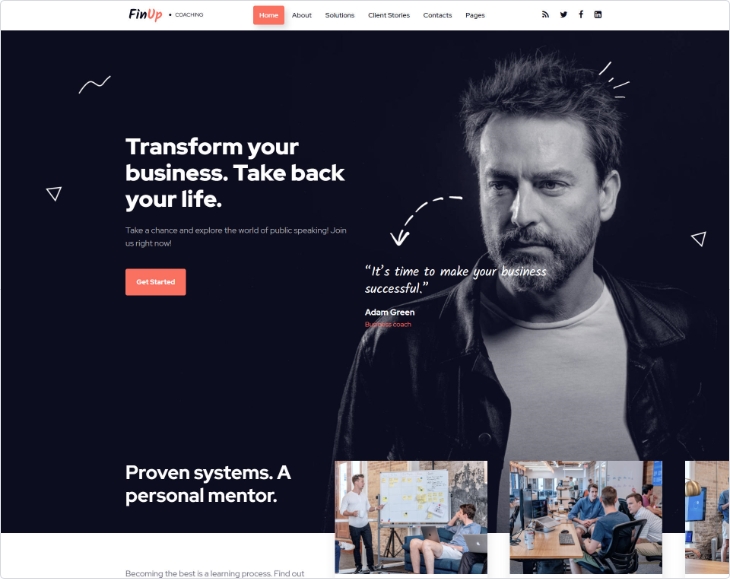 FinUp • COACHING
Home About Solutions Client Stories Contacts Pages
Transform your
business. Take back
your life.
Take a chance and explore the world of public speaking! Join
us right now!
Get Started
“It’s time to make your business
successful.”
Adam Green
Business coach
Proven systems. A
personal mentor.
Becoming the best is a learning process. Find out